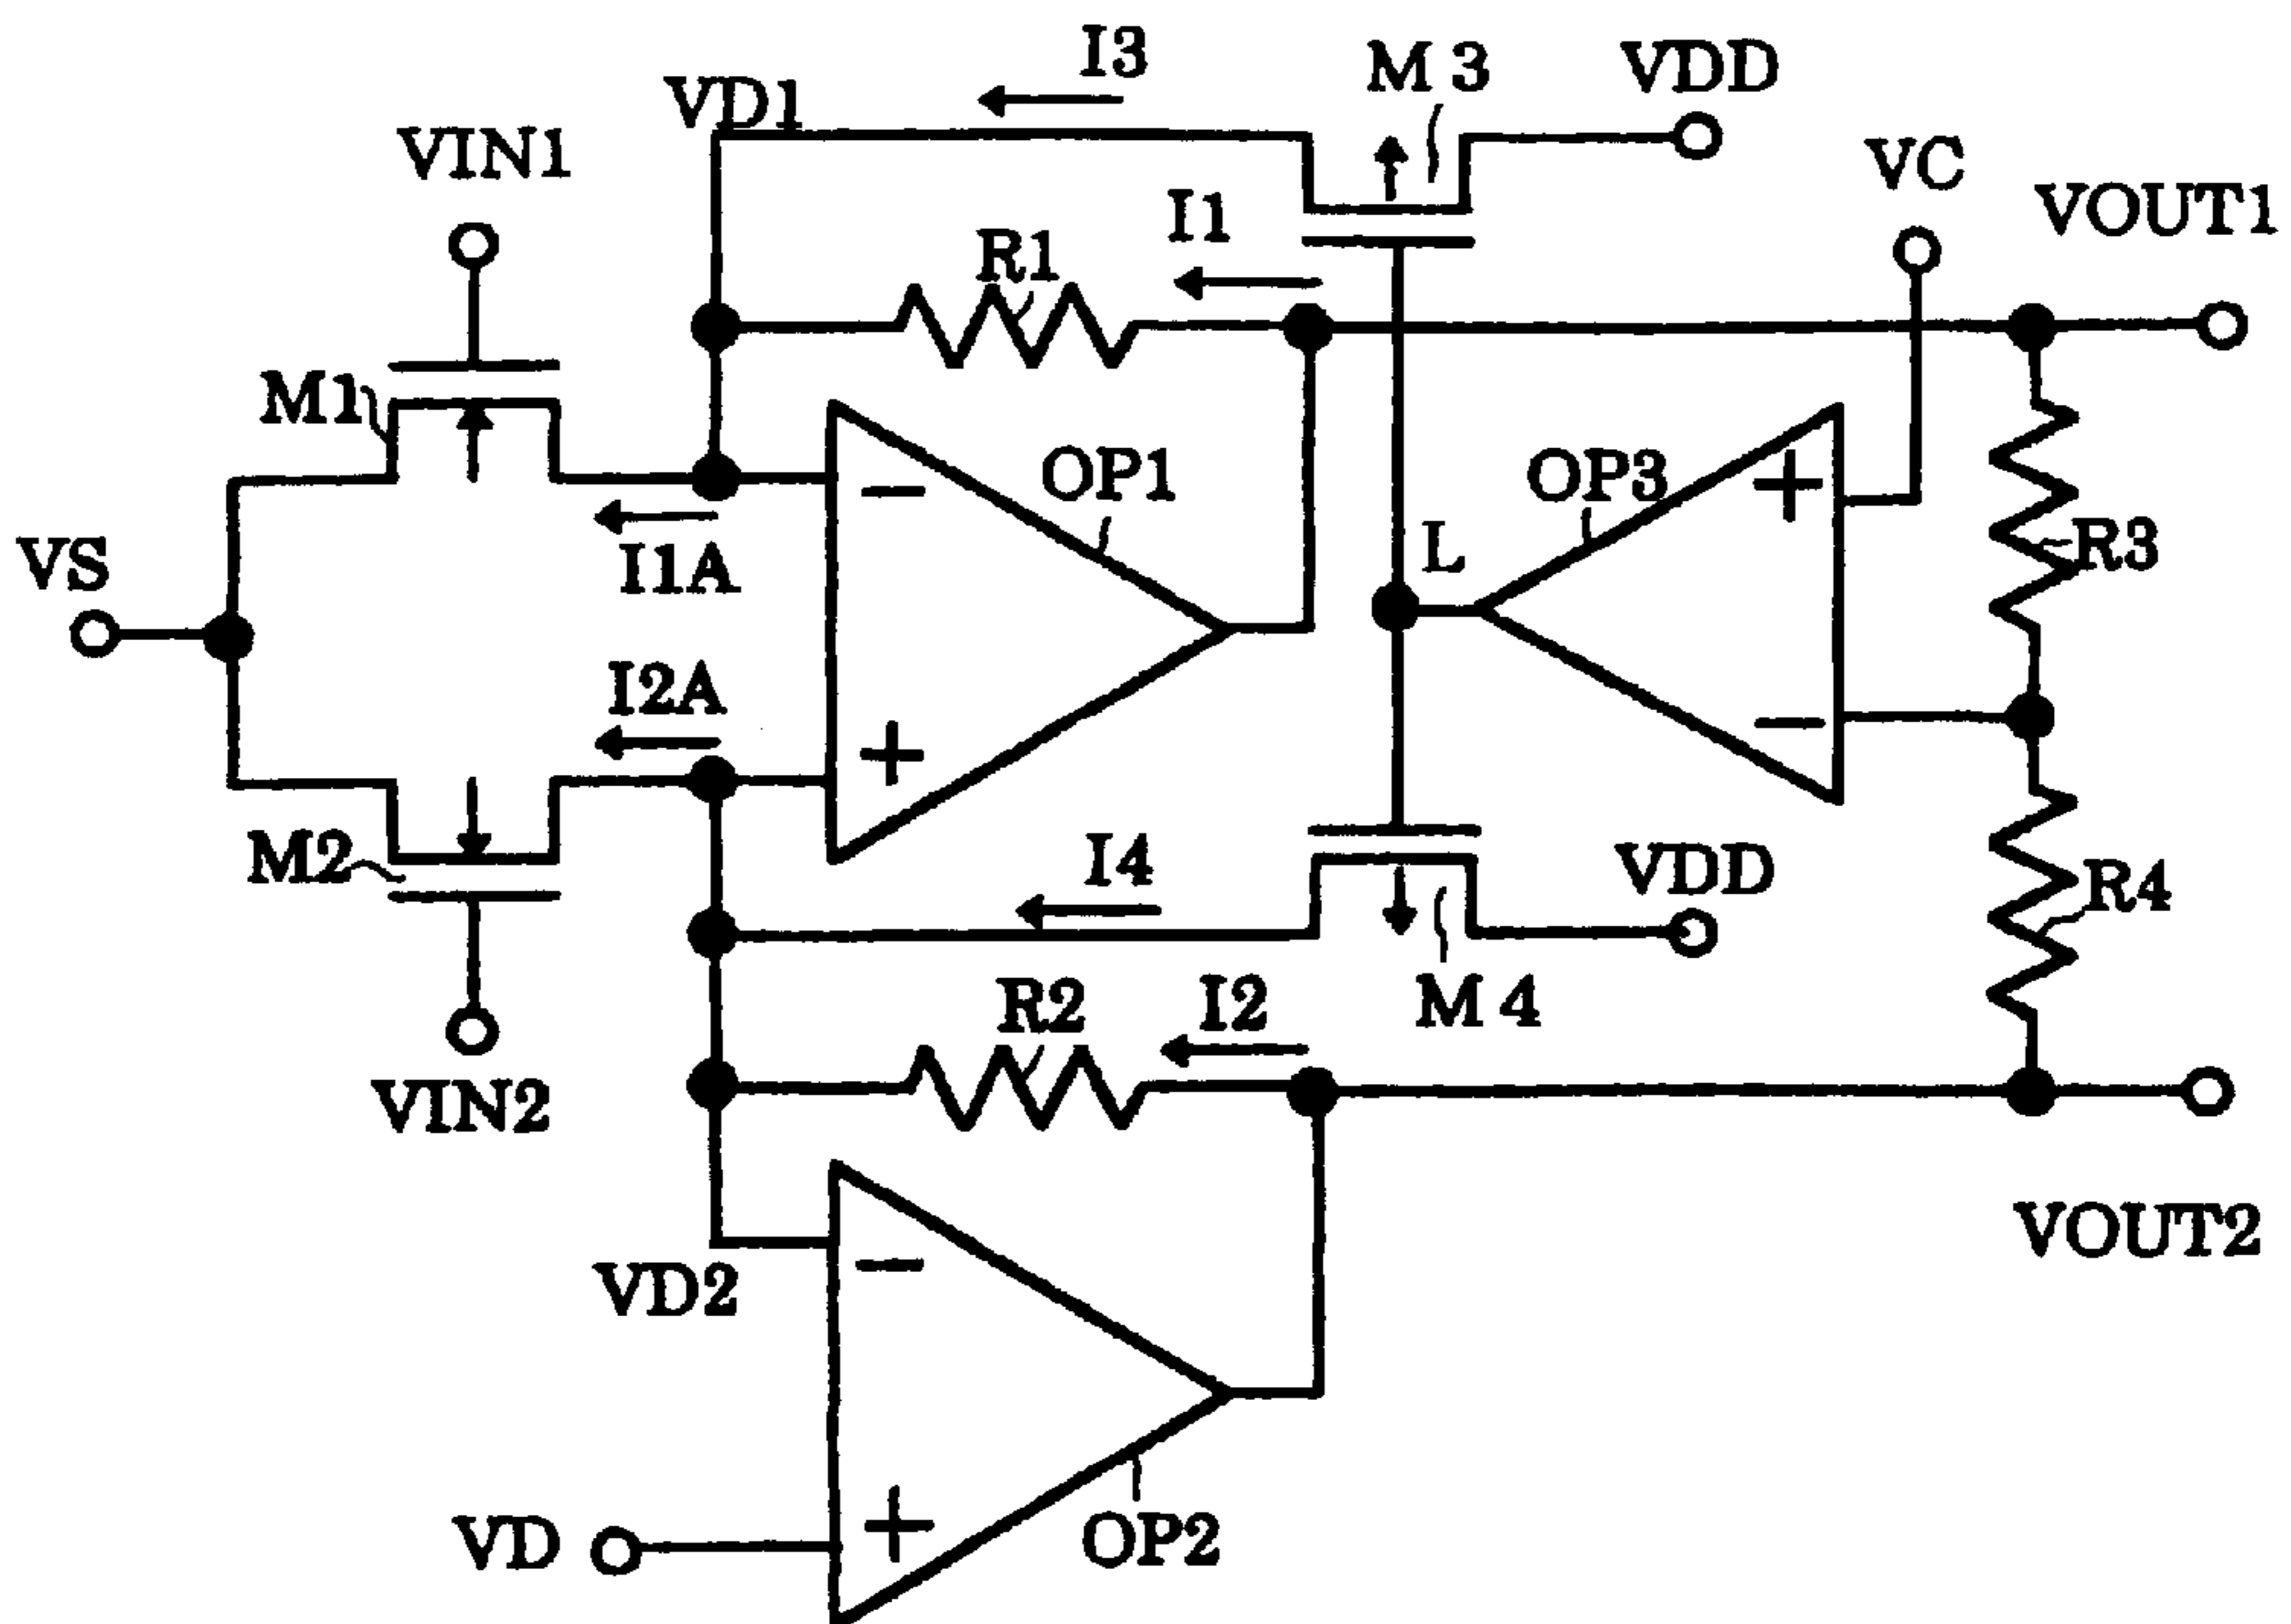 I3
M 3
VDD
VD1
VIN1
VC
I1
VOUT1
R1
M1
OP1
OP3
+
−
L
R3
I1A
VS
I2A
−
+
I4
VDD
M2
R4
R2
I2
M 4
VIN2
VOUT2
−
VD2
+
VD
OP2